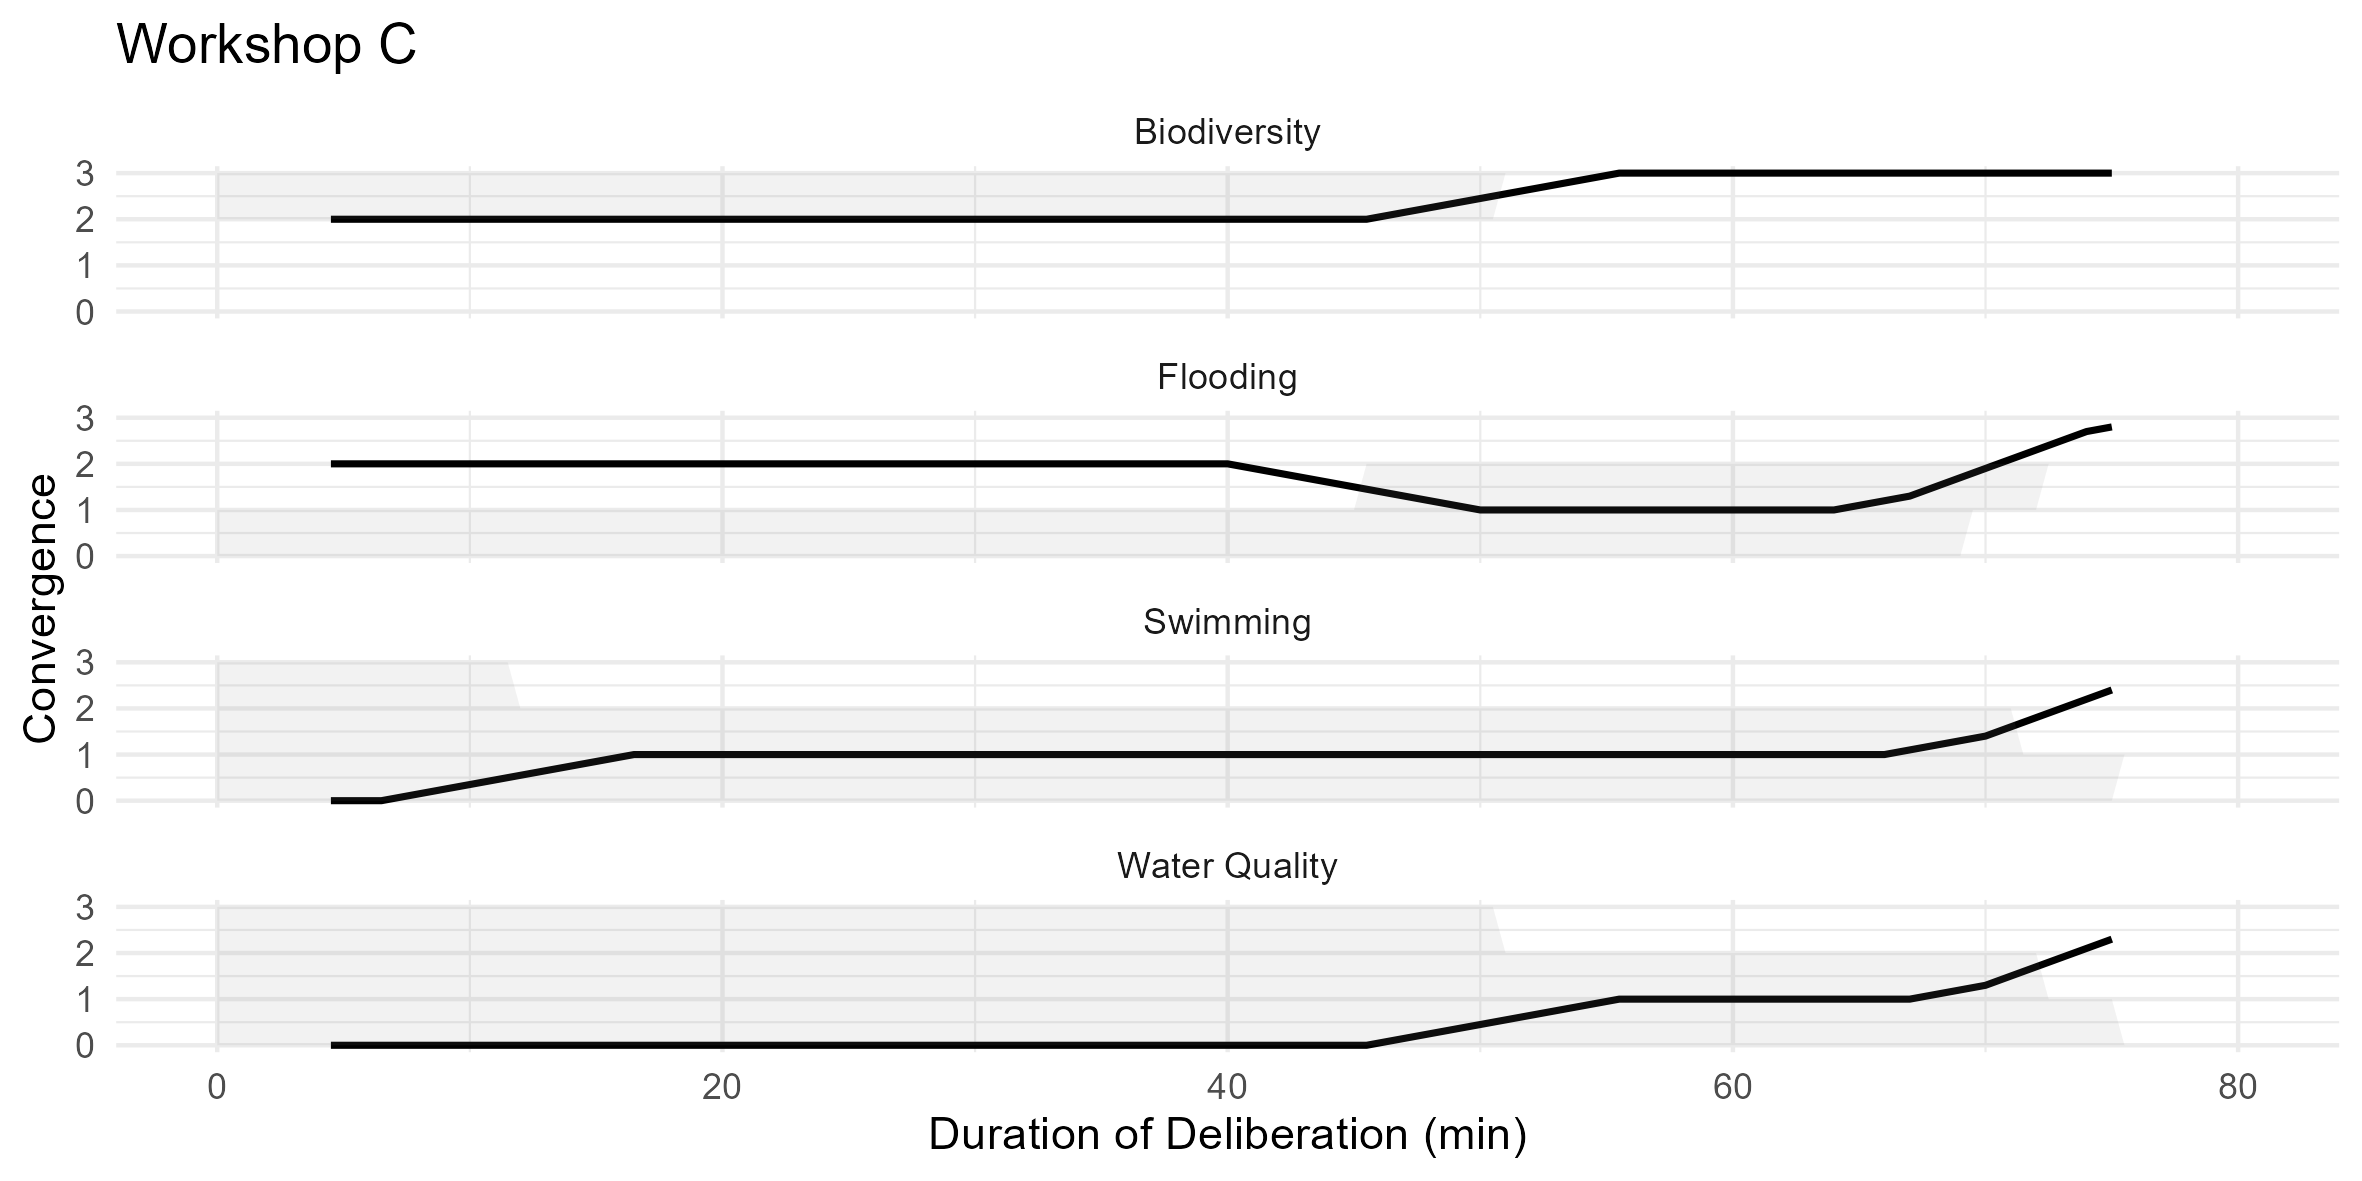 Workshop C
Biodiversity
3
2
1
0
Flooding
3
2
1
0
Convergence
Swimming
3
2
1
0
Water Quality
3
2
1
0
0 20 40 60 80
Duration of Deliberation (min)